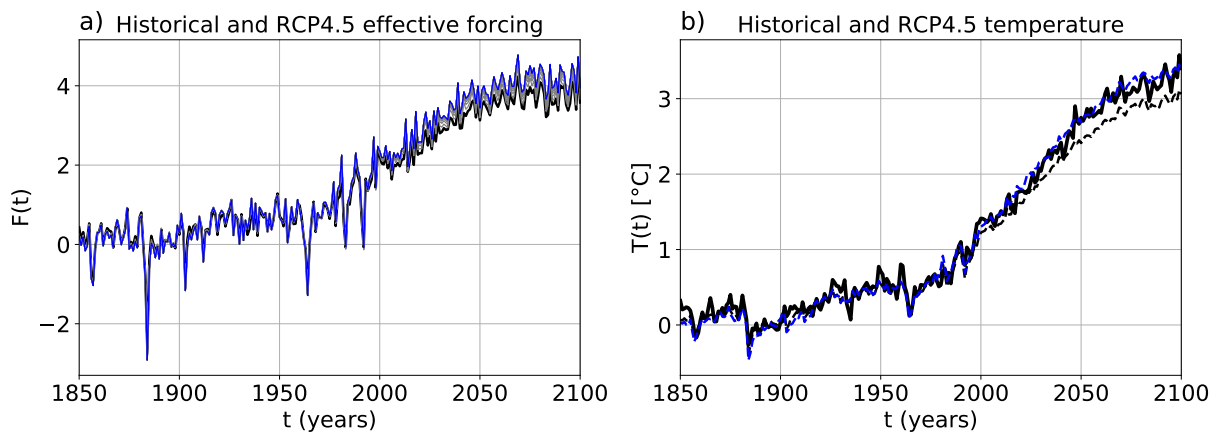 a) Historical and RCP4.5 effective forcing
F(t)
4
2
0
−2
1850 1900 1950 2000 2050 2100
t (years)
b) Historical and RCP4.5 temperature
T(t) [°C]
3
2
1
0
1850 1900 1950 2000 2050 2100
t (years)